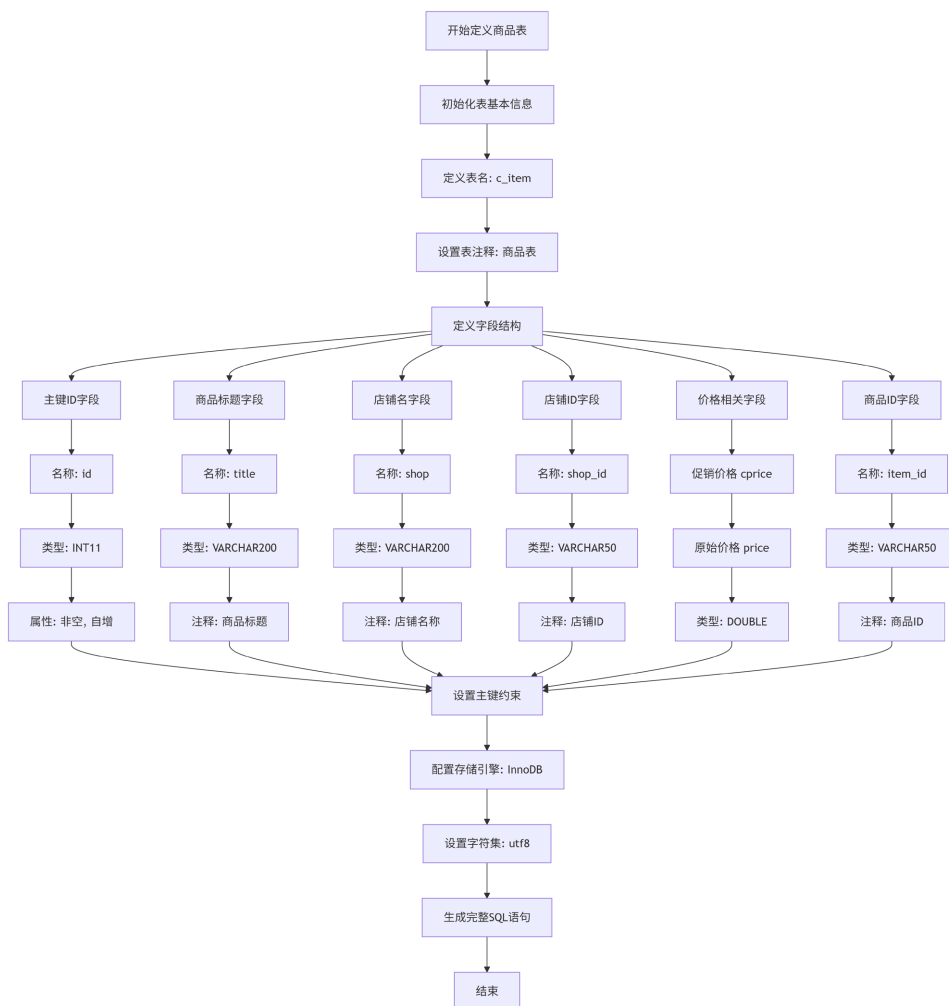 开始定义商品表
初始化表基本信息
定义表名: c_item
设置表注释: 商品表
定义字段结构
主键ID字段
商品标题字段
店铺名字段
店铺ID字段
价格相关字段
商品ID字段
名称: id
名称: title
名称: shop
名称: shop_id
促销价格 cprice
名称: item_id
类型: INT11
类型: VARCHAR200
类型: VARCHAR200
类型: VARCHAR50
原始价格 price
类型: VARCHAR50
属性: 非空, 自增
注释: 商品标题
注释: 店铺名称
注释: 店铺ID
类型: DOUBLE
注释: 商品ID
设置主键约束
配置存储引擎: InnoDB
设置字符集: utf8
生成完整SQL语句
结束